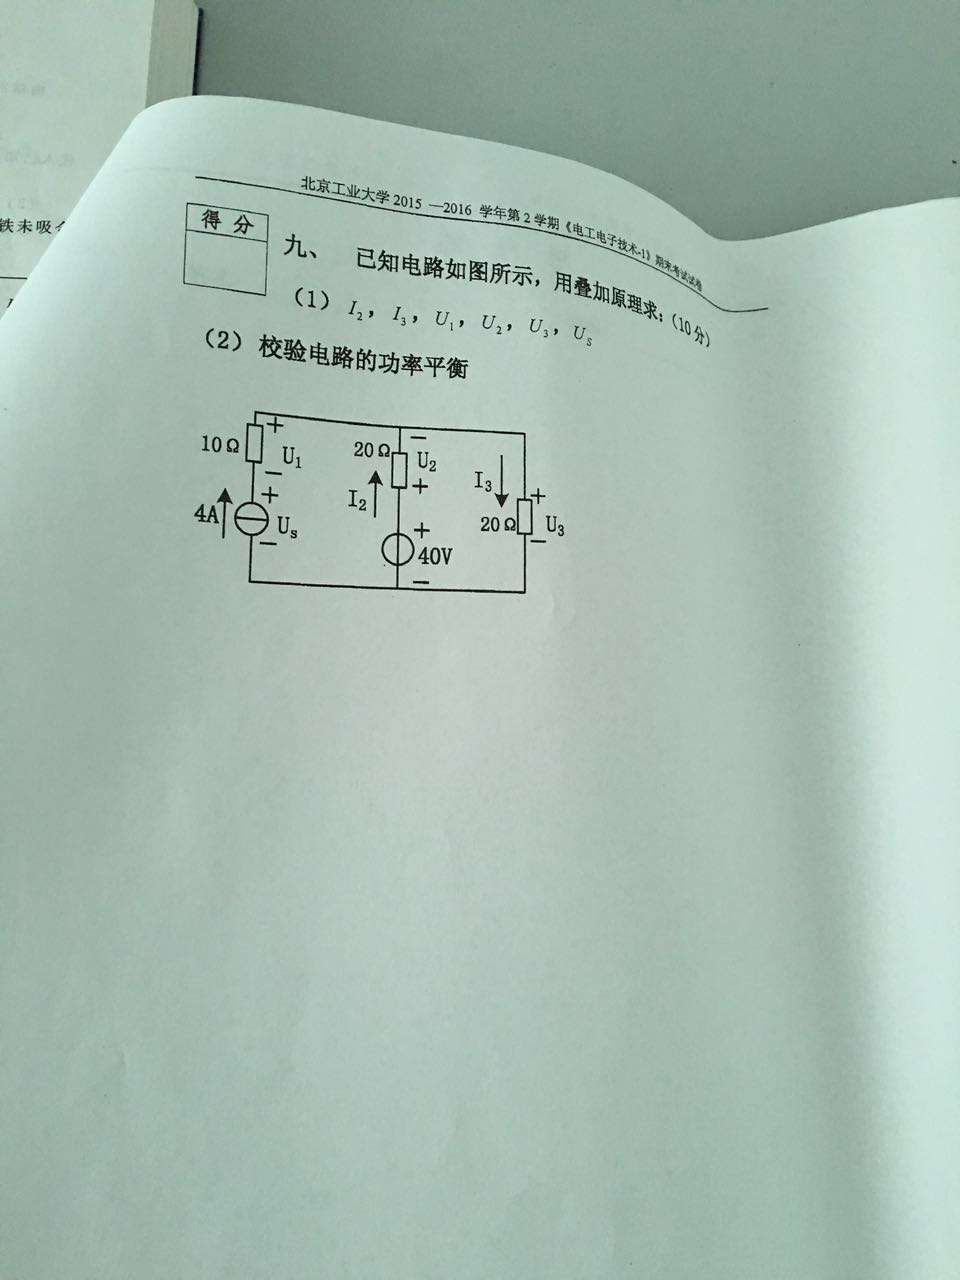 铁未吸合
北京工业大学 2015 —2016 学年第 2 学期《电工电子技术-1》期末考试试卷
得 分
九、 已知电路如图所示，用叠加原理求：（10 分）
（1） I₂， I₃， U₁， U₂， U₃， Uₛ
（2） 校验电路的功率平衡
+
10Ω U₁
−
+
4A Uₛ
−
−
20Ω U₂
+
I₂
+
40V
−
I₃
+
20Ω U₃
−